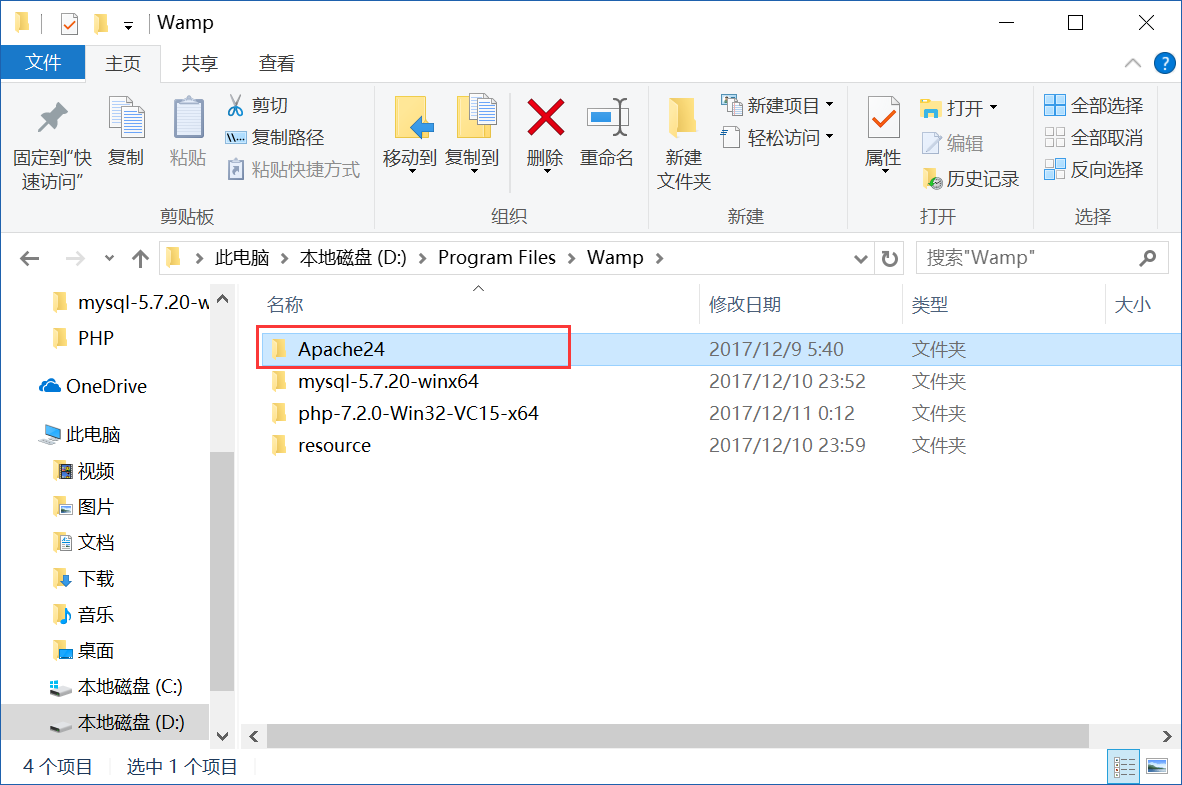 Wamp
文件 主页 共享 查看
固定到"快速访问"
复制
粘贴
剪切
复制路径
粘贴快捷方式
剪贴板
移动到
复制到
删除
重命名
组织
新建
文件夹
新建项目
轻松访问
新建
属性
打开
编辑
历史记录
打开
全部选择
全部取消
反向选择
选择
此电脑 本地磁盘 (D:) Program Files Wamp
搜索"Wamp"
mysql-5.7.20-w
PHP
OneDrive
此电脑
视频
图片
文档
下载
音乐
桌面
本地磁盘 (C:)
本地磁盘 (D:)
名称 修改日期 类型 大小
Apache24 2017/12/9 5:40 文件夹
mysql-5.7.20-winx64 2017/12/10 23:52 文件夹
php-7.2.0-Win32-VC15-x64 2017/12/11 0:12 文件夹
resource 2017/12/10 23:59 文件夹
4 个项目 选中 1 个项目